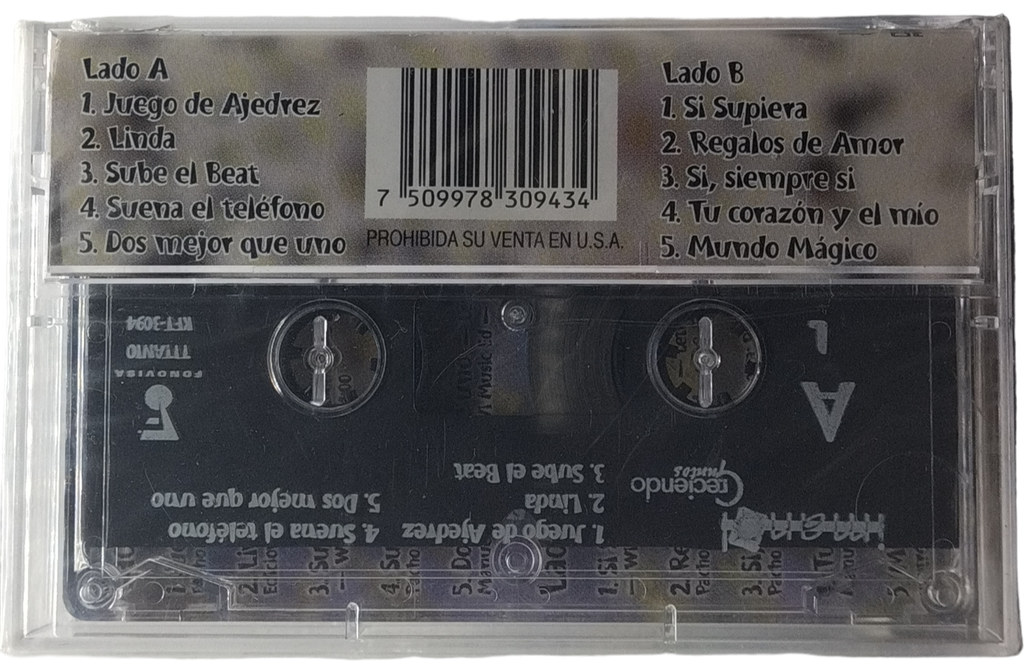 Lado A
1. Juego de Ajedrez
2. Linda
3. Sube el Beat
4. Suena el teléfono
5. Dos mejor que uno
7 509978 309434
PROHIBIDA SU VENTA EN U.S.A.
Lado B
1. Si Supiera
2. Regalos de Amor
3. Si, siempre si
4. Tu corazón y el mío
5. Mundo Mágico
KFT-3094
TTYANTO
FONOVISA
L
A
Creciendo
juntos
1. Juego de Ajedrez
2. Linda
3. Sube el Beat
4. Suena el teléfono
5. Dos mejor que uno